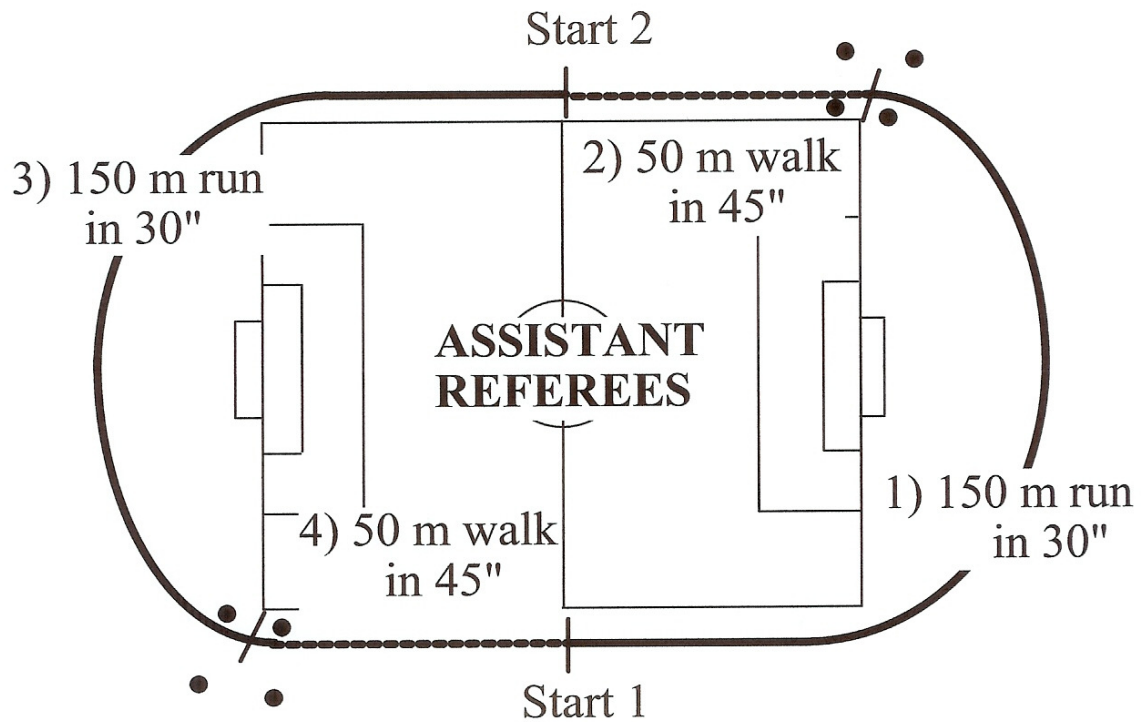 Start 2
3) 150 m run
in 30"
2) 50 m walk
in 45"
ASSISTANT
REFEREES
1) 150 m run
in 30"
4) 50 m walk
in 45"
Start 1